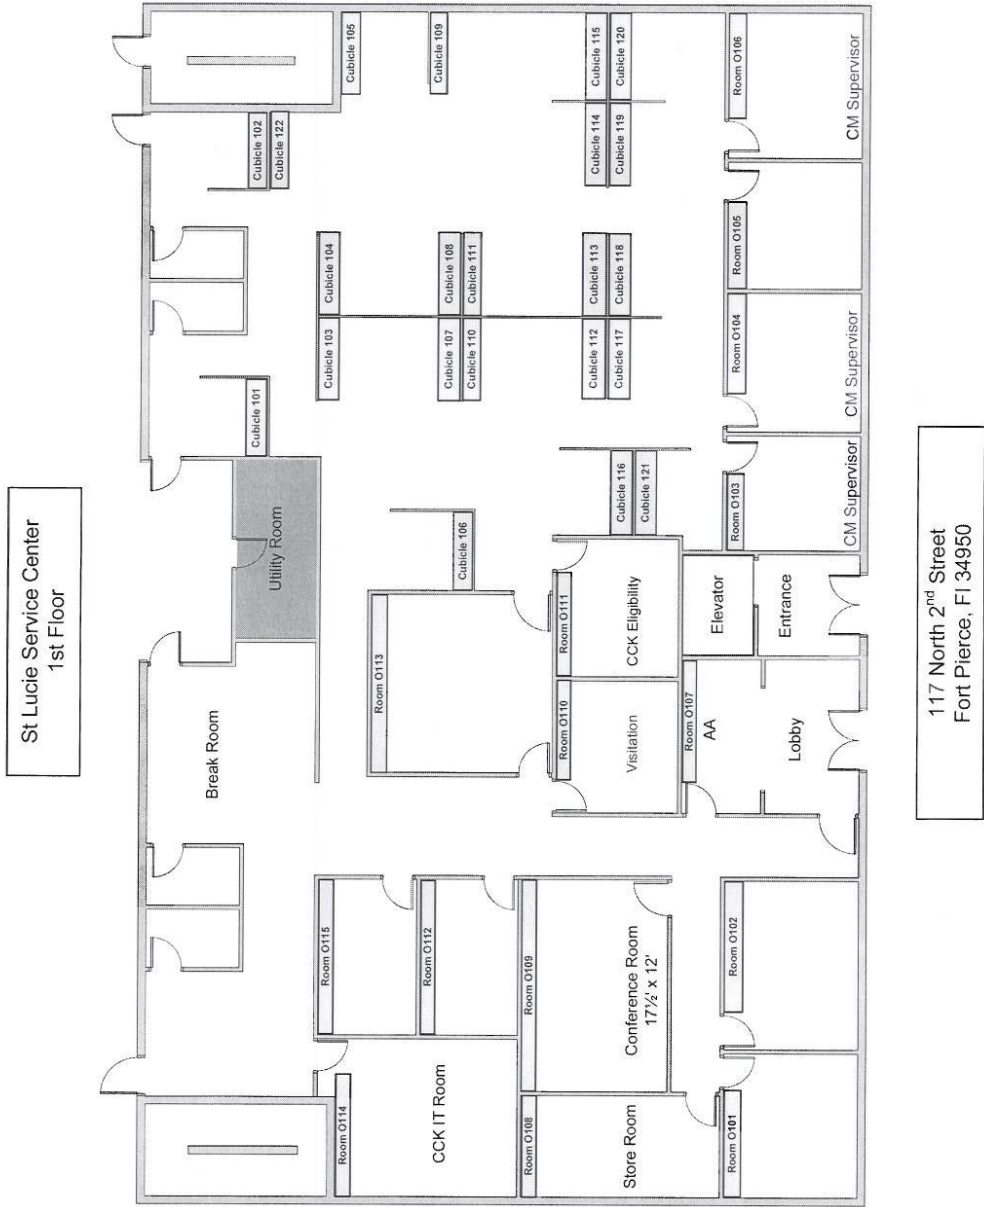 St Lucie Service Center
1st Floor
Break Room
Utility Room
Cubicle 101
Cubicle 102
Cubicle 122
Cubicle 105
Cubicle 109
Cubicle 103
Cubicle 104
Cubicle 107
Cubicle 108
Cubicle 110
Cubicle 111
Cubicle 106
Cubicle 112
Cubicle 113
Cubicle 114
Cubicle 115
Cubicle 117
Cubicle 118
Cubicle 119
Cubicle 120
Cubicle 116
Cubicle 121
Room O114
CCK IT Room
Room O115
Room O112
Room O113
Room O108
Store Room
Room O109
Conference Room
17½' x 12'
Room O110
Visitation
Room O111
CCK Eligibility
Room O107
AA
Lobby
Elevator
Entrance
Room O101
Room O102
Room O103
CM Supervisor
Room O104
CM Supervisor
Room O105
Room O106
CM Supervisor
117 North 2nd Street
Fort Pierce, Fl 34950